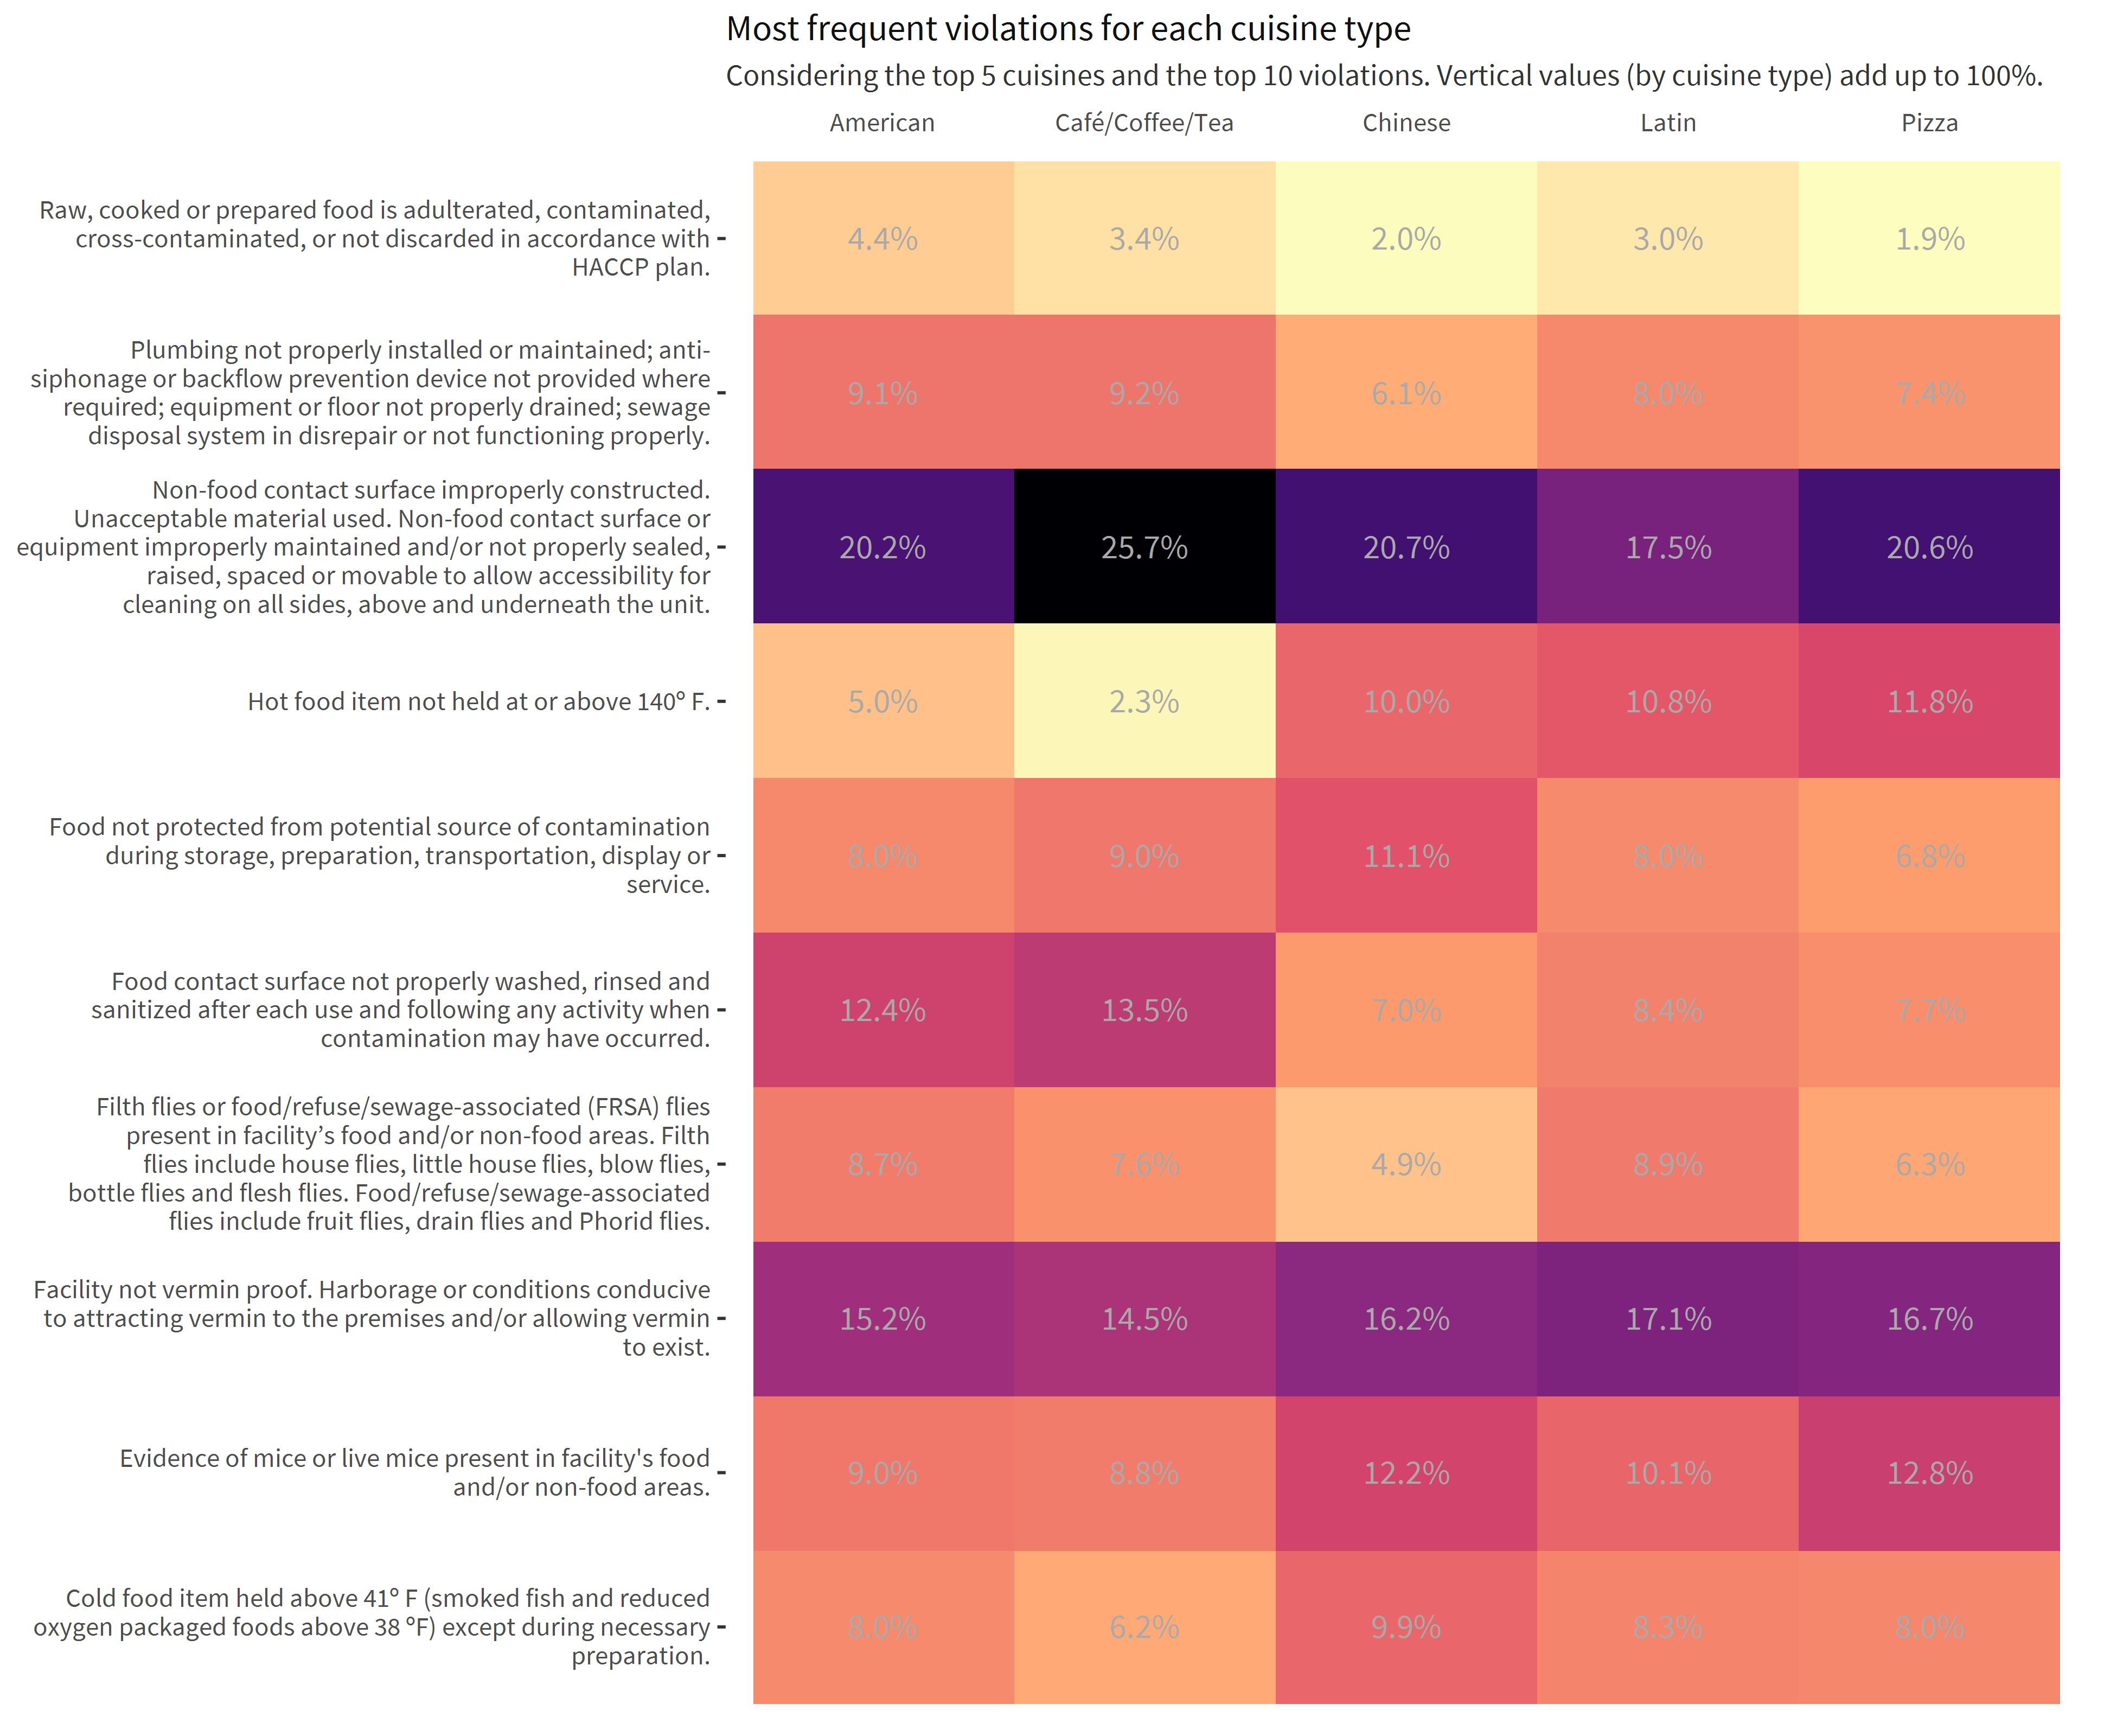 Most frequent violations for each cuisine type
Considering the top 5 cuisines and the top 10 violations. Vertical values (by cuisine type) add up to 100%.
American Café/Coffee/Tea Chinese Latin Pizza
Raw, cooked or prepared food is adulterated, contaminated,
cross-contaminated, or not discarded in accordance with
HACCP plan.
4.4% 3.4% 2.0% 3.0% 1.9%
Plumbing not properly installed or maintained; anti-
siphonage or backflow prevention device not provided where
required; equipment or floor not properly drained; sewage
disposal system in disrepair or not functioning properly.
9.1% 9.2% 6.1% 8.0% 7.4%
Non-food contact surface improperly constructed.
Unacceptable material used. Non-food contact surface or
equipment improperly maintained and/or not properly sealed,
raised, spaced or movable to allow accessibility for
cleaning on all sides, above and underneath the unit.
20.2% 25.7% 20.7% 17.5% 20.6%
Hot food item not held at or above 140º F.
5.0% 2.3% 10.0% 10.8% 11.8%
Food not protected from potential source of contamination
during storage, preparation, transportation, display or
service.
8.0% 9.0% 11.1% 8.0% 6.8%
Food contact surface not properly washed, rinsed and
sanitized after each use and following any activity when
contamination may have occurred.
12.4% 13.5% 7.0% 8.4% 7.7%
Filth flies or food/refuse/sewage-associated (FRSA) flies
present in facility’s food and/or non-food areas. Filth
flies include house flies, little house flies, blow flies,
bottle flies and flesh flies. Food/refuse/sewage-associated
flies include fruit flies, drain flies and Phorid flies.
8.7% 7.6% 4.9% 8.9% 6.3%
Facility not vermin proof. Harborage or conditions conducive
to attracting vermin to the premises and/or allowing vermin
to exist.
15.2% 14.5% 16.2% 17.1% 16.7%
Evidence of mice or live mice present in facility's food
and/or non-food areas.
9.0% 8.8% 12.2% 10.1% 12.8%
Cold food item held above 41º F (smoked fish and reduced
oxygen packaged foods above 38 ºF) except during necessary
preparation.
8.0% 6.2% 9.9% 8.3% 8.0%